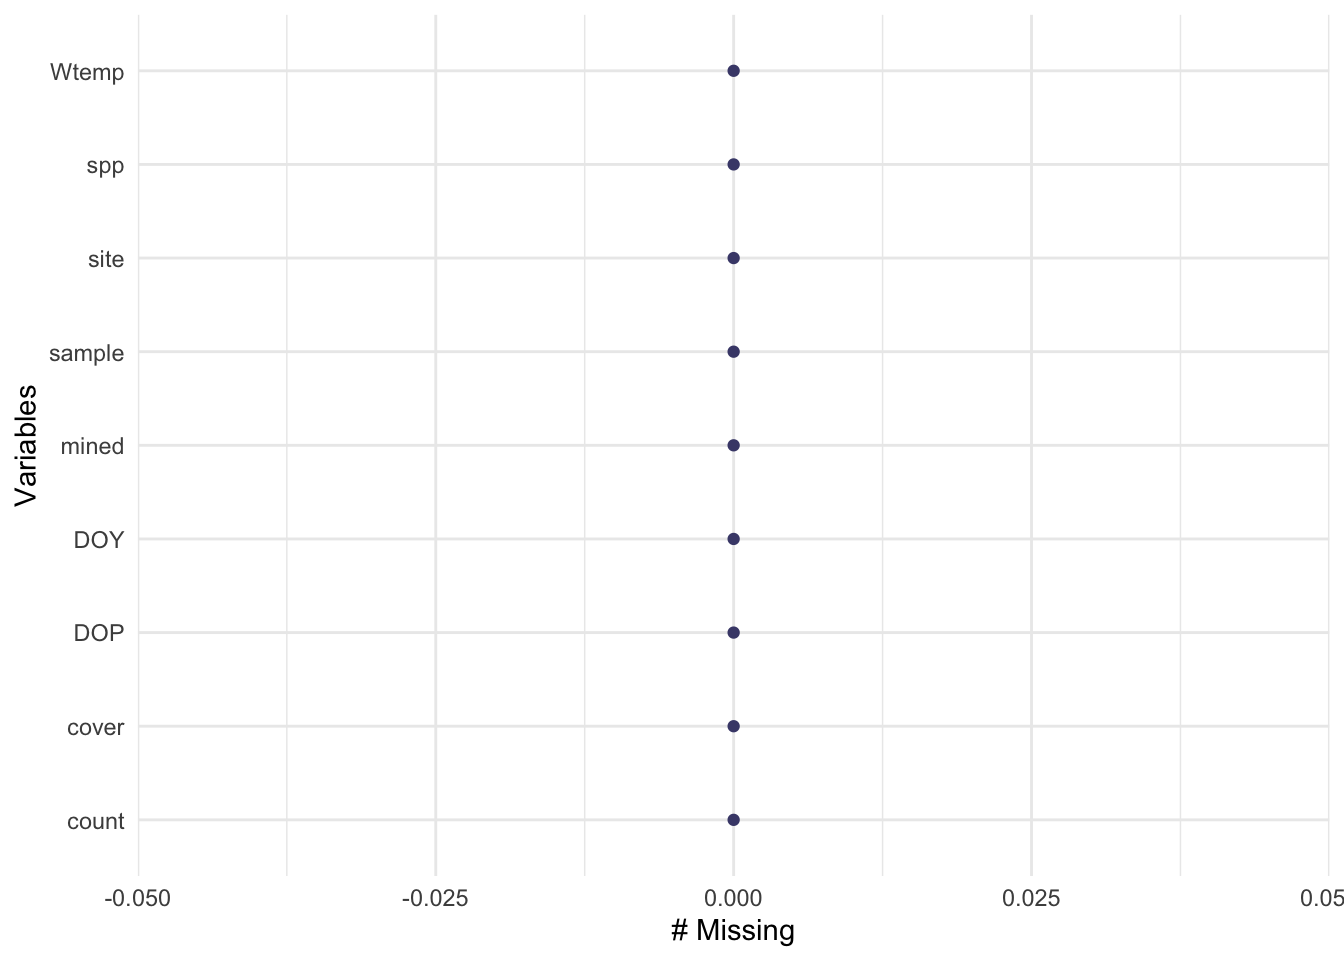 Wtemp
spp
site
sample
mined
DOY
DOP
cover
count
Variables
-0.050 -0.025 0.000 0.025 0.05
# Missing